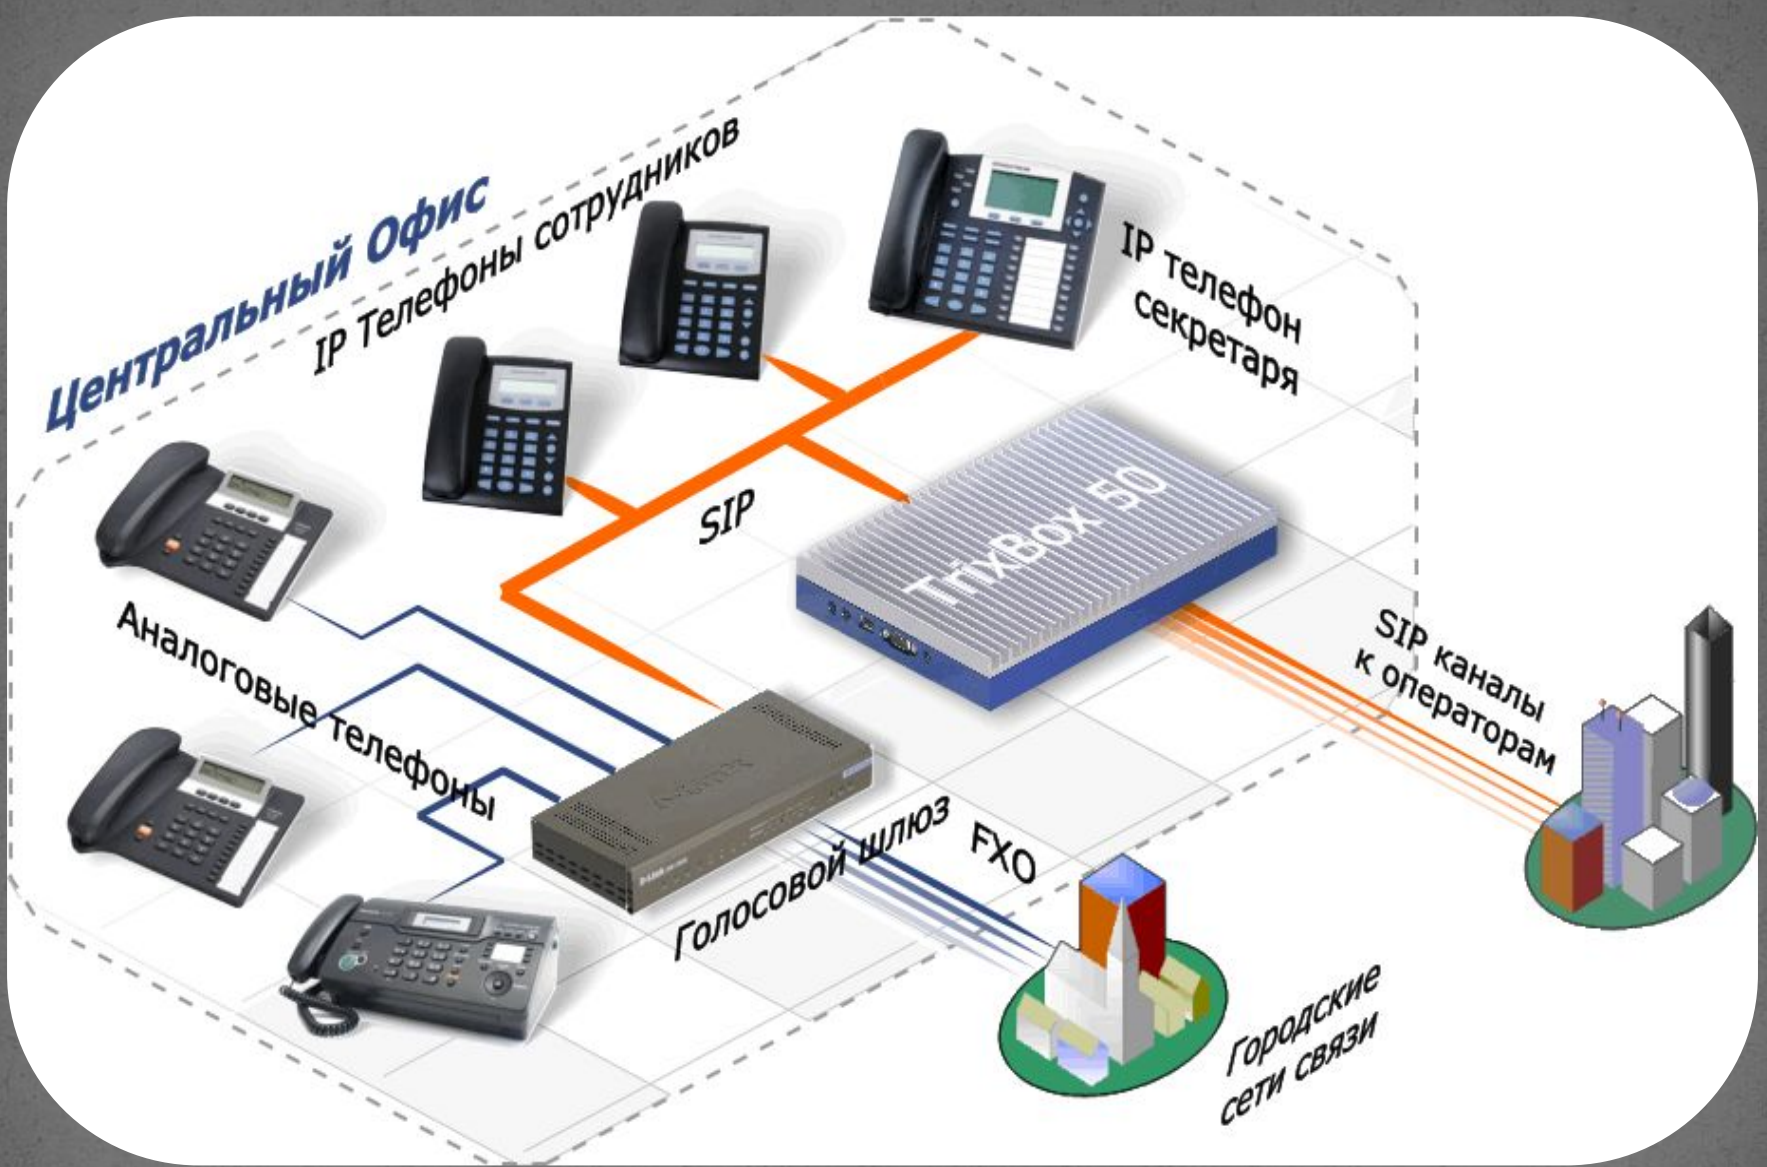 Центральный Офис
IP Телефоны сотрудников
IP телефон
секретаря
SIP
TrixBox 50
Аналоговые телефоны
SIP каналы
к операторам
D-Link
Голосовой шлюз
FXO
Городские
сети связи